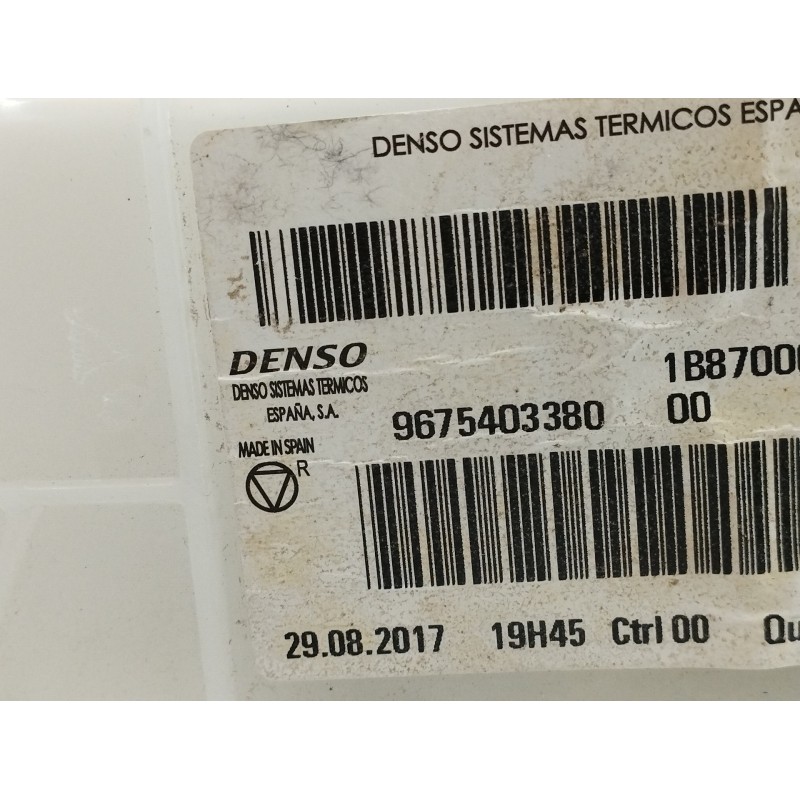 DENSO SISTEMAS TERMICOS ESPA
DENSO
DENSO SISTEMAS TERMICOS
ESPAÑA, S.A.
MADE IN SPAIN
R
9675403380
1B8700
00
29.08.2017 19H45 Ctrl 00 Qu